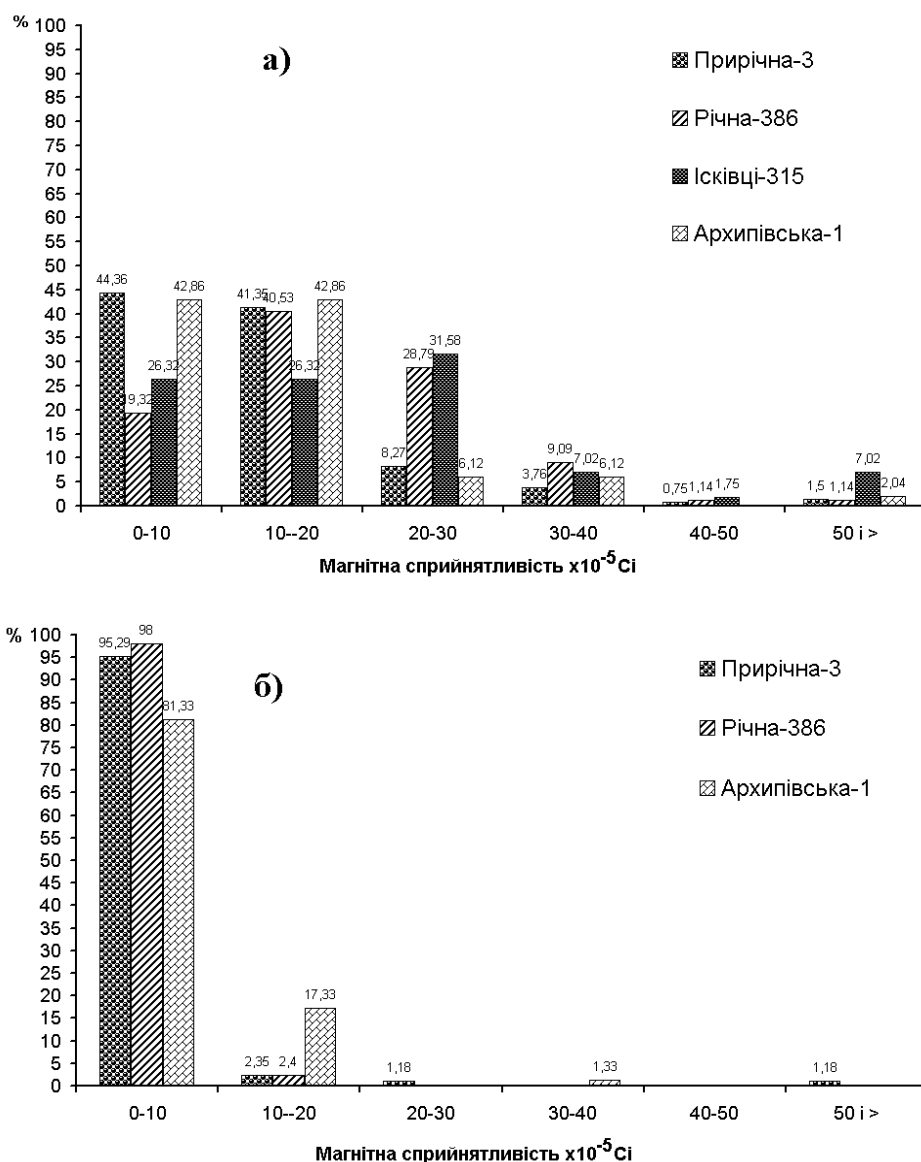 %
100
95
90
85
80
75
70
65
60
55
50
45
40
35
30
25
20
15
10
5
0
а)
Прирічна-3
Річна-386
Ісківці-315
Архипівська-1
44,36 19,32 26,32 42,86
41,35 40,53 26,32 42,86
8,27 28,79 31,58 6,12
3,76 9,09 7,02 6,12
0,75 1,14 1,75
1,5 1,14 7,02 2,04
0-10 10--20 20-30 30-40 40-50 50 і >
Магнітна сприйнятливість x10-5Сі
%
100
95
90
85
80
75
70
65
60
55
50
45
40
35
30
25
20
15
10
5
0
б)
Прирічна-3
Річна-386
Архипівська-1
95,29 98 81,33
2,35 2,4 17,33
1,18
1,33
1,18
0-10 10--20 20-30 30-40 40-50 50 і >
Магнітна сприйнятливість x10-5Сі